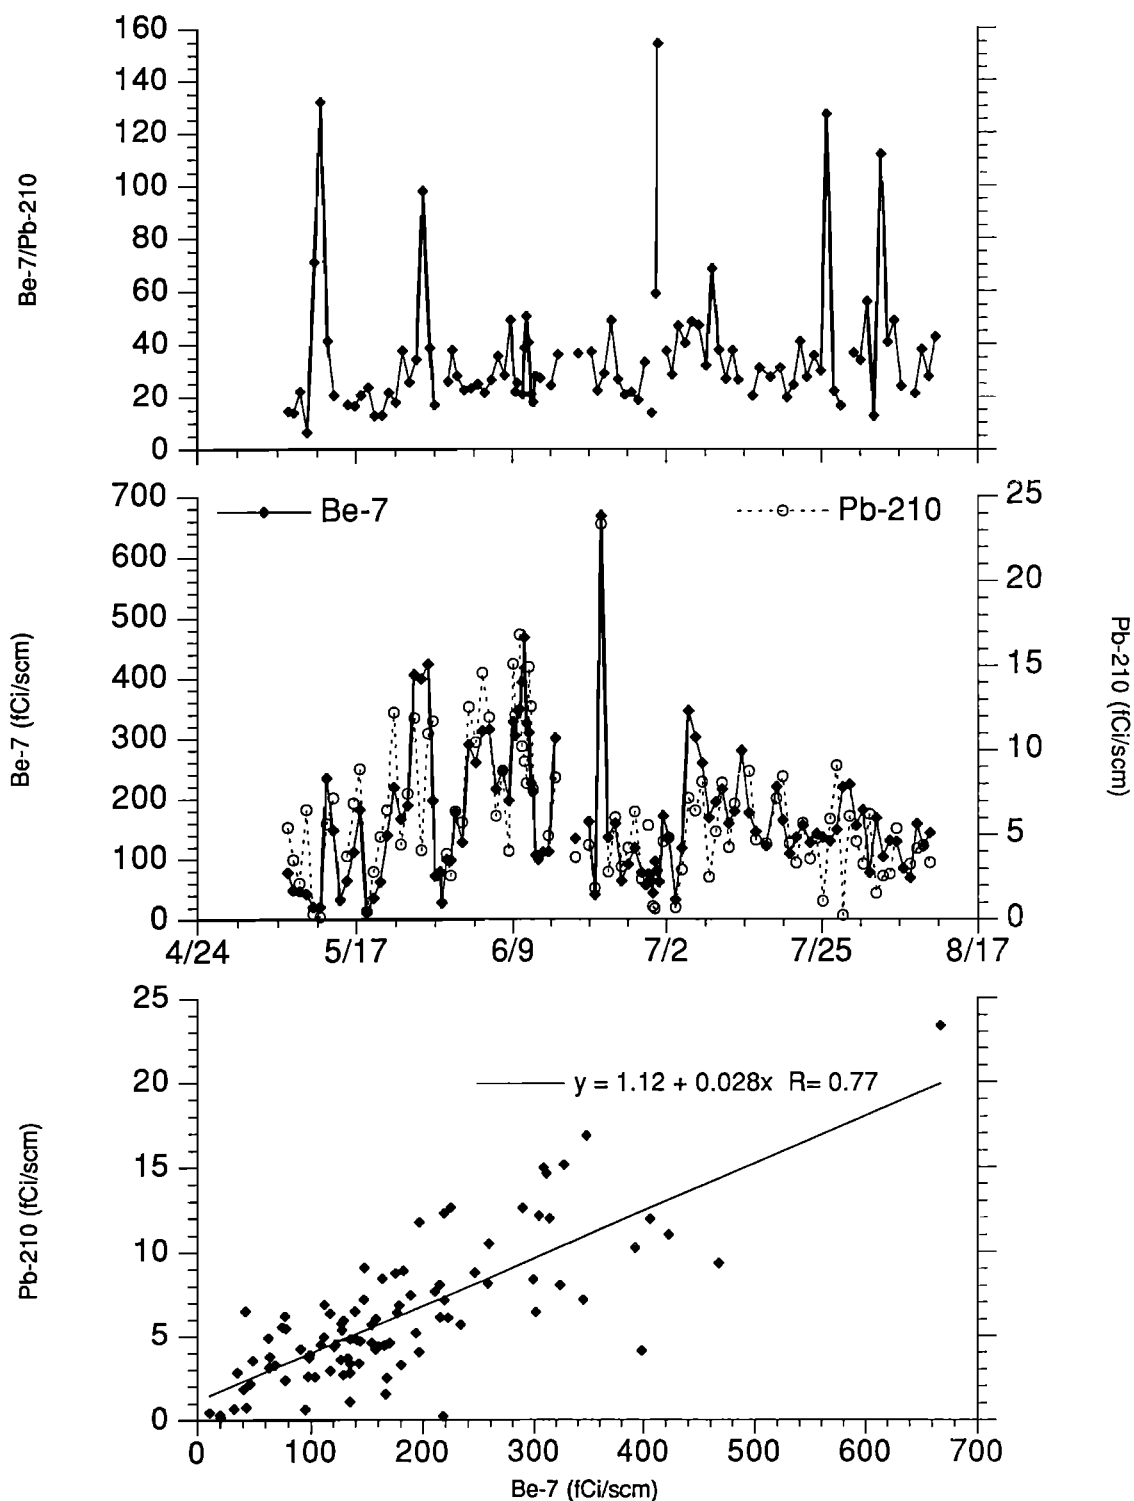 160
140
120
100
80
60
40
20
0
Be-7/Pb-210
700
600
500
400
300
200
100
0
Be-7 (fCi/scm)
Be-7
Pb-210
25
20
15
10
5
0
Pb-210 (fCi/scm)
4/24 5/17 6/9 7/2 7/25 8/17
25
20
15
10
5
0
Pb-210 (fCi/scm)
y = 1.12 + 0.028x R= 0.77
0 100 200 300 400 500 600 700
Be-7 (fCi/scm)